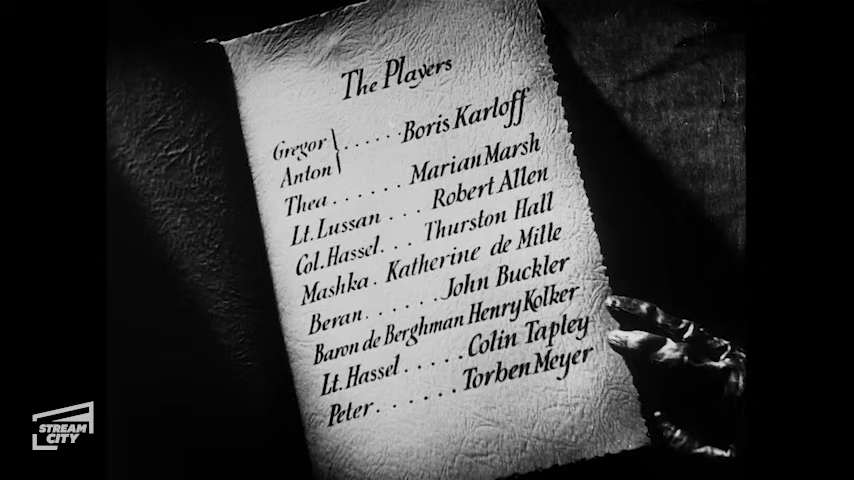 The Players
Gregor } ...... Boris Karloff
Anton
Thea ...... Marian Marsh
Lt. Lussan ... Robert Allen
Col. Hassel... Thurston Hall
Mashka . Katherine de Mille
Beran...... John Buckler
Baron de Berghman Henry Kolker
Lt. Hassel ..... Colin Tapley
Peter ...... Torben Meyer
STREAM
CITY